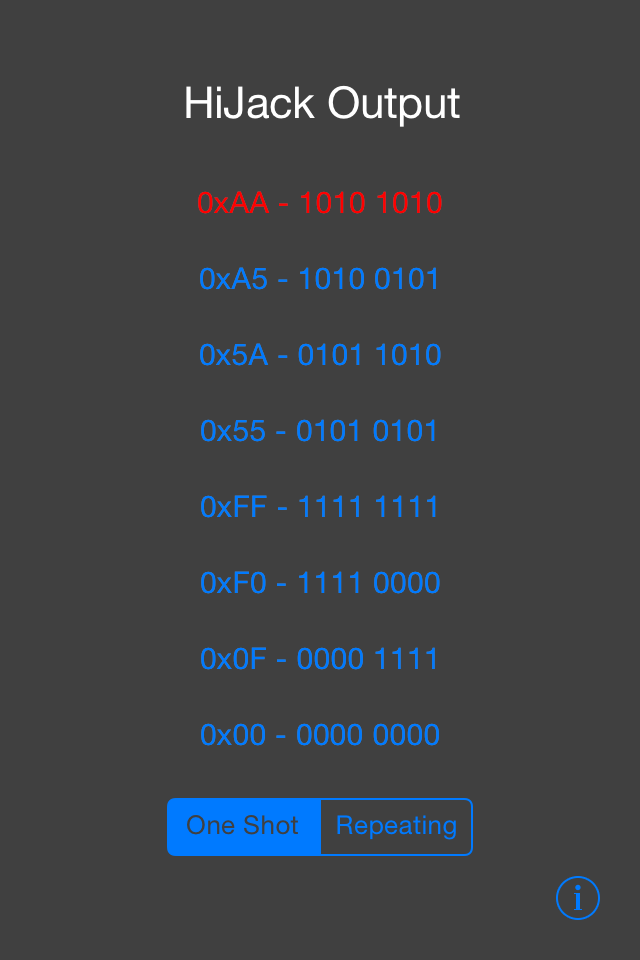 HiJack Output
0xAA - 1010 1010
0xA5 - 1010 0101
0x5A - 0101 1010
0x55 - 0101 0101
0xFF - 1111 1111
0xF0 - 1111 0000
0x0F - 0000 1111
0x00 - 0000 0000
One Shot Repeating
i